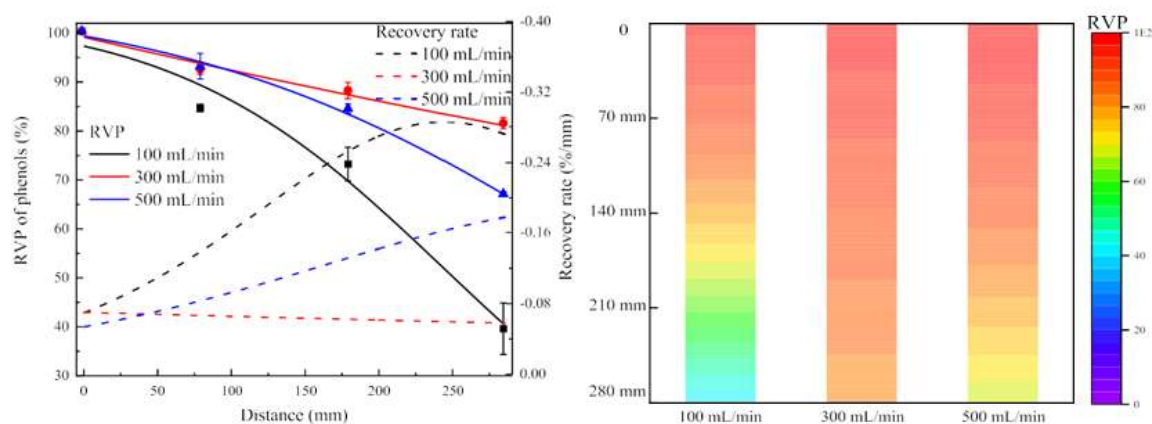 RVP of phenols (%)
100
90
80
70
60
50
40
30
0
50
100
150
200
250
Distance (mm)
RVP
100 mL/min
300 mL/min
500 mL/min
Recovery rate
100 mL/min
300 mL/min
500 mL/min
-0.40
-0.32
-0.24
-0.16
-0.08
0.00
Recovery rate (%/mm)
0
70 mm
140 mm
210 mm
280 mm
100 mL/min
300 mL/min
500 mL/min
RVP
1E2
80
60
40
20
0